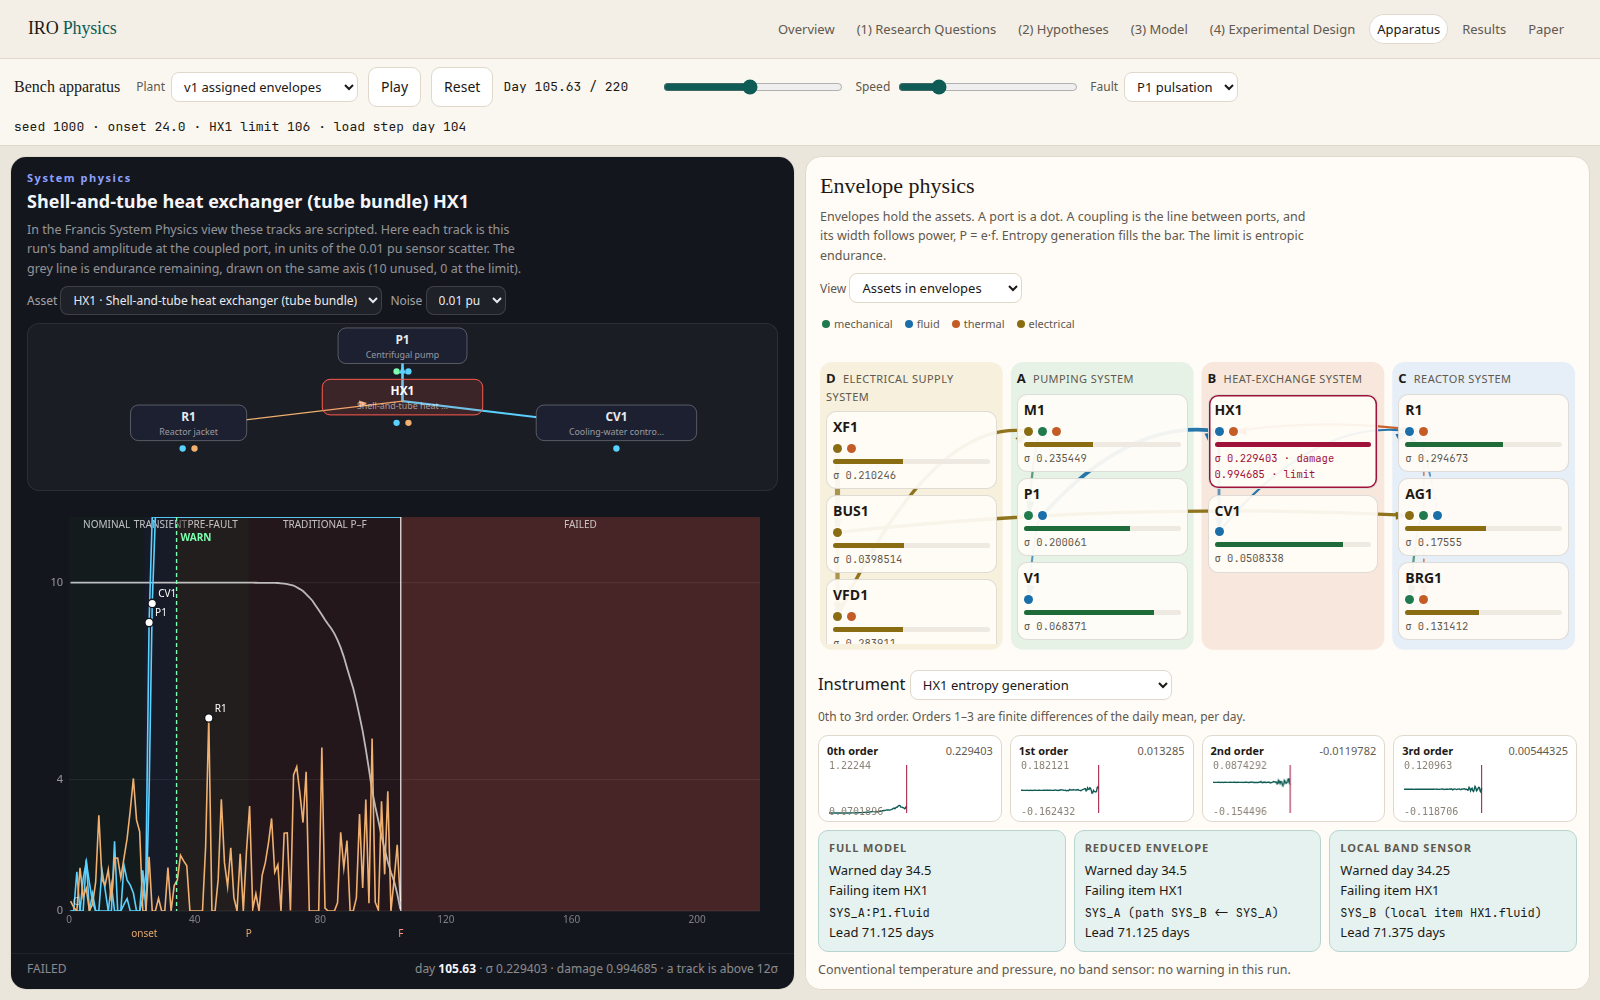 IRO Physics
Overview
(1) Research Questions
(2) Hypotheses
(3) Model
(4) Experimental Design
Apparatus
Results
Paper
Bench apparatus
Plant
v1 assigned envelopes
Play
Reset
Day 105.63 / 220
Speed
Fault
P1 pulsation
seed 1000 · onset 24.0 · HX1 limit 106 · load step day 104
System physics
Shell-and-tube heat exchanger (tube bundle) HX1
In the Francis System Physics view these tracks are scripted. Here each track is this
run's band amplitude at the coupled port, in units of the 0.01 pu sensor scatter. The
grey line is endurance remaining, drawn on the same axis (10 unused, 0 at the limit).
Asset
HX1 · Shell-and-tube heat exchanger (tube bundle)
Noise
0.01 pu
P1
Centrifugal pump
HX1
Shell-and-tube heat ...
R1
Reactor jacket
CV1
Cooling-water contro...
NOMINAL
TRANSIENT
PRE-FAULT
TRADITIONAL P–F
FAILED
WARN
10
CV1
P1
R1
4
0
0
40
80
120
160
200
onset
P
F
FAILED
day 105.63 · σ 0.229403 · damage 0.994685 · a track is above 12σ
Envelope physics
Envelopes hold the assets. A port is a dot. A coupling is the line between ports, and
its width follows power, P = e·f. Entropy generation fills the bar. The limit is entropic
endurance.
View
Assets in envelopes
mechanical
fluid
thermal
electrical
D ELECTRICAL SUPPLY
SYSTEM
XF1
σ 0.210246
BUS1
σ 0.0398514
VFD1
σ 0.283911
A PUMPING SYSTEM
M1
σ 0.235449
P1
σ 0.200061
V1
σ 0.068371
B HEAT-EXCHANGE SYSTEM
HX1
σ 0.229403 · damage
0.994685 · limit
CV1
σ 0.0508338
C REACTOR SYSTEM
R1
σ 0.294673
AG1
σ 0.17555
BRG1
σ 0.131412
Instrument
HX1 entropy generation
0th to 3rd order. Orders 1–3 are finite differences of the daily mean, per day.
0th order
0.229403
1.22244
0.0701896
1st order
0.013285
0.182121
-0.162432
2nd order
-0.0119782
0.0874292
-0.154496
3rd order
0.00544325
0.120963
-0.118706
FULL MODEL
Warned day 34.5
Failing item HX1
SYS_A:P1.fluid
Lead 71.125 days
REDUCED ENVELOPE
Warned day 34.5
Failing item HX1
SYS_A (path SYS_B ← SYS_A)
Lead 71.125 days
LOCAL BAND SENSOR
Warned day 34.25
Failing item HX1
SYS_B (local item HX1.fluid)
Lead 71.375 days
Conventional temperature and pressure, no band sensor: no warning in this run.